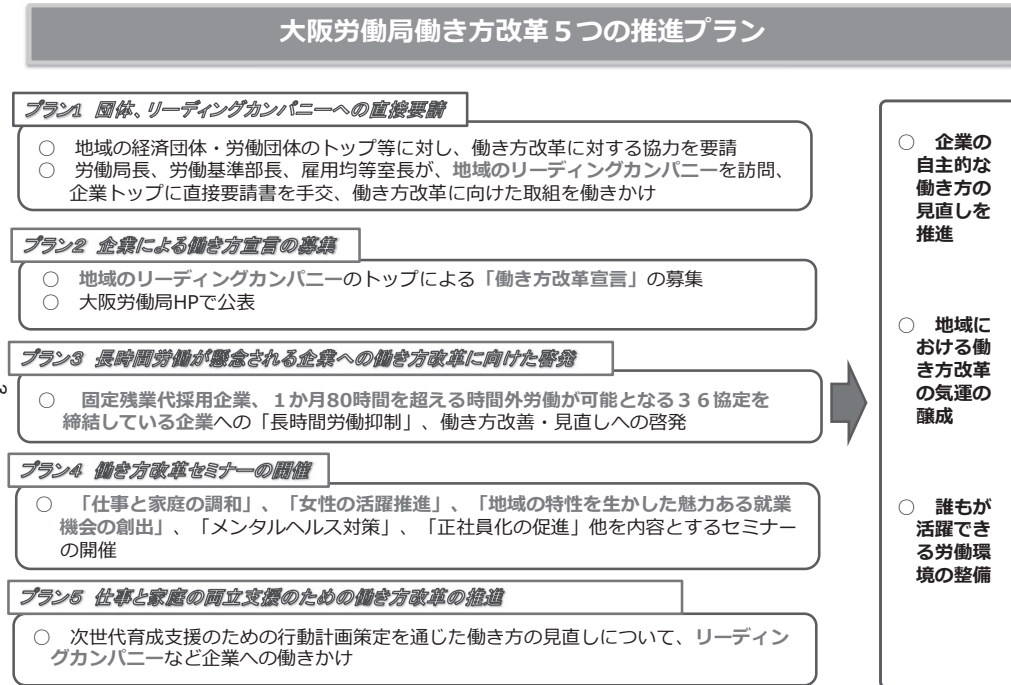 大阪労働局働き方改革５つの推進プラン
プラン1 団体、リーディングカンパニーへの直接要請
○ 地域の経済団体・労働団体のトップ等に対し、働き方改革に対する協力を要請
○ 労働局長、労働基準部長、雇用均等室長が、地域のリーディングカンパニーを訪問、
企業トップに直接要請書を手交、働き方改革に向けた取組を働きかけ
プラン2 企業による働き方宣言の募集
○ 地域のリーディングカンパニーのトップによる「働き方改革宣言」の募集
○ 大阪労働局HPで公表
プラン3 長時間労働が懸念される企業への働き方改革に向けた啓発
○ 固定残業代採用企業、１か月80時間を超える時間外労働が可能となる３６協定を
締結している企業への「長時間労働抑制」、働き方改善・見直しへの啓発
プラン4 働き方改革セミナーの開催
○ 「仕事と家庭の調和」、「女性の活躍推進」、「地域の特性を生かした魅力ある就業
機会の創出」、「メンタルヘルス対策」、「正社員化の促進」他を内容とするセミナー
の開催
プラン5 仕事と家庭の両立支援のための働き方改革の推進
○ 次世代育成支援のための行動計画策定を通じた働き方の見直しについて、リーディン
グカンパニーなど企業への働きかけ
○ 企業の
自主的な
働き方の
見直しを
推進
○ 地域に
おける働
き方改革
の気運の
醸成
○ 誰もが
活躍でき
る労働環
境の整備
3